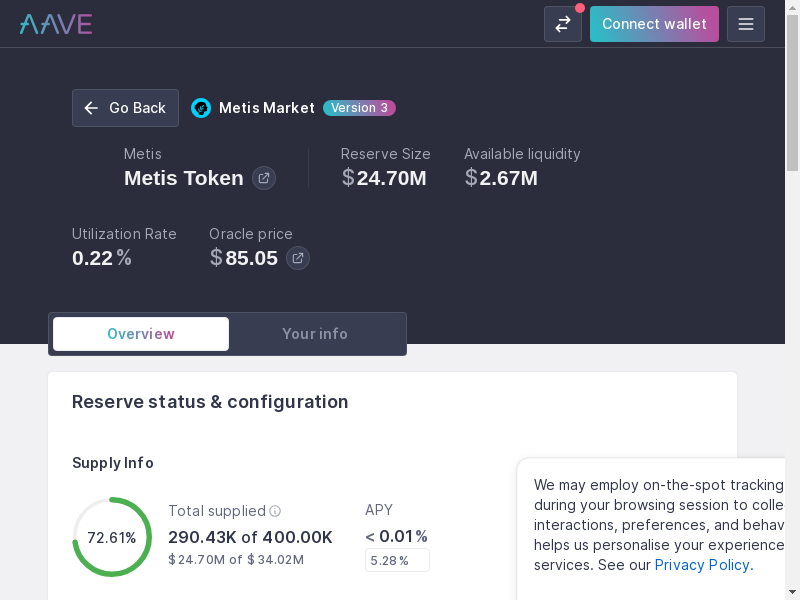 AAVE
Connect wallet
Go Back
Metis Market
Version 3
Metis
Metis Token
Reserve Size
$24.70M
Available liquidity
$2.67M
Utilization Rate
0.22%
Oracle price
$85.05
Overview
Your info
Reserve status & configuration
Supply Info
72.61%
Total supplied
290.43K of 400.00K
$24.70M of $34.02M
APY
< 0.01%
5.28%
We may employ on-the-spot tracking
during your browsing session to colle
interactions, preferences, and behav
helps us personalise your experience
services. See our Privacy Policy.